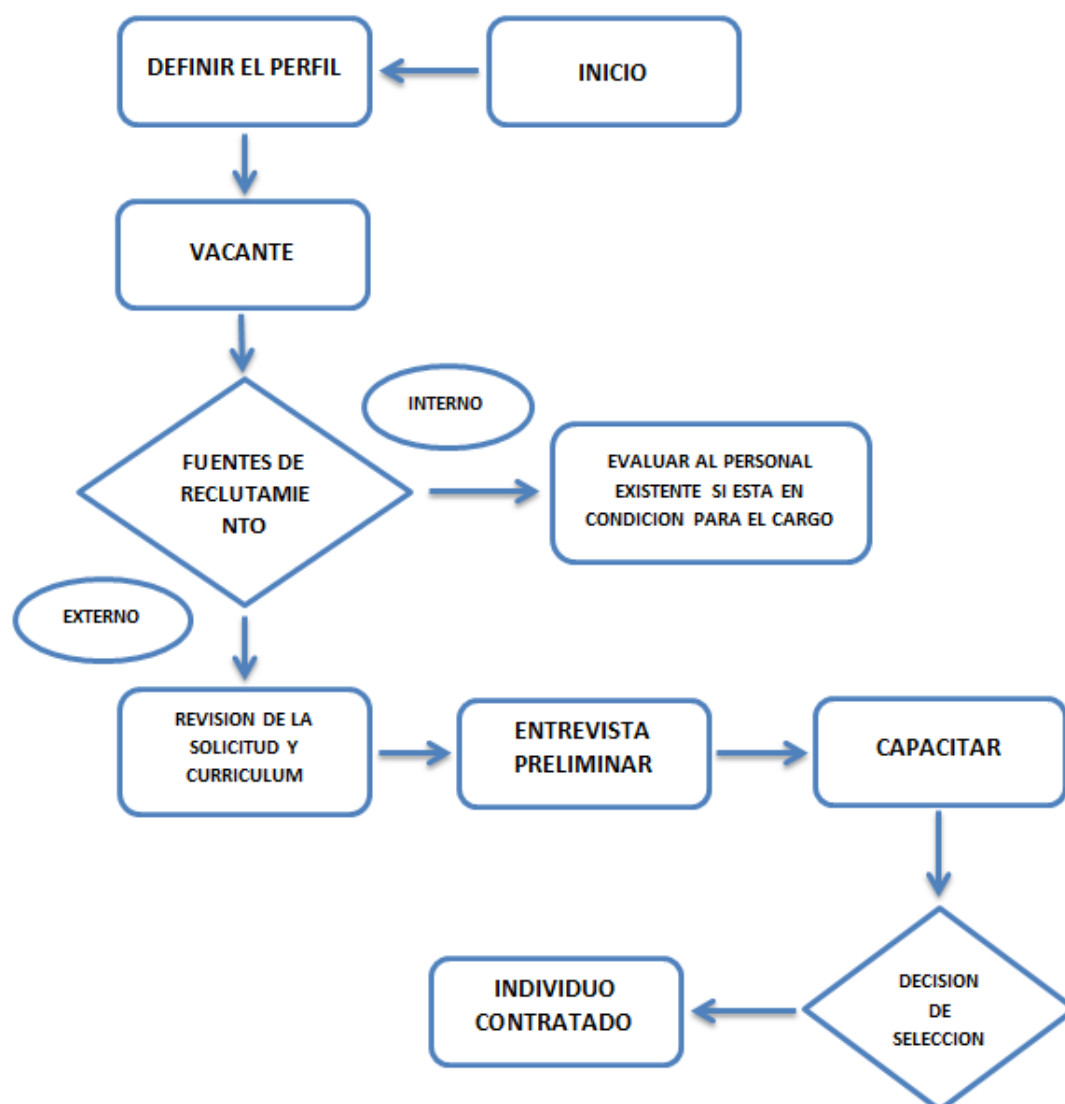 DEFINIR EL PERFIL
INICIO
VACANTE
INTERNO
FUENTES DE
RECLUTAMIE
NTO
EVALUAR AL PERSONAL
EXISTENTE SI ESTA EN
CONDICION PARA EL CARGO
EXTERNO
REVISION DE LA
SOLICITUD Y
CURRICULUM
ENTREVISTA
PRELIMINAR
CAPACITAR
DECISION
DE
SELECCION
INDIVIDUO
CONTRATADO